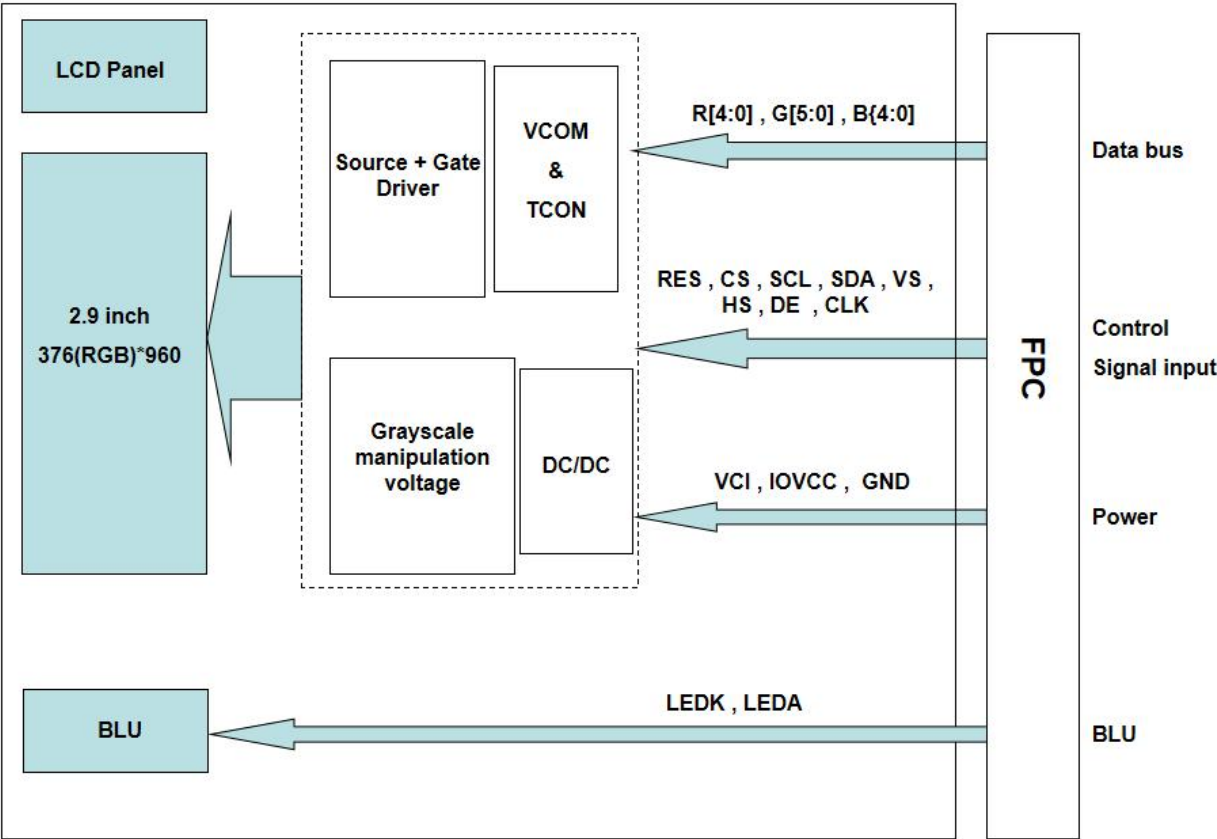 LCD Panel
2.9 inch
376(RGB)*960
BLU
Source + Gate
Driver
VCOM
&
TCON
Grayscale
manipulation
voltage
DC/DC
R[4:0] , G[5:0] , B{4:0]
RES , CS , SCL , SDA , VS ,
HS , DE , CLK
VCI , IOVCC , GND
LEDK , LEDA
FPC
Data bus
Control
Signal input
Power
BLU